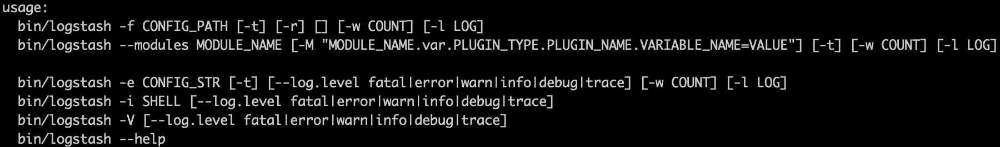 usage:
  bin/logstash -f CONFIG_PATH [-t] [-r] [] [-w COUNT] [-l LOG]
  bin/logstash --modules MODULE_NAME [-M "MODULE_NAME.var.PLUGIN_TYPE.PLUGIN_NAME.VARIABLE_NAME=VALUE"] [-t] [-w COUNT] [-l LOG]
  bin/logstash -e CONFIG_STR [-t] [--log.level fatal|error|warn|info|debug|trace] [-w COUNT] [-l LOG]
  bin/logstash -i SHELL [--log.level fatal|error|warn|info|debug|trace]
  bin/logstash -V [--log.level fatal|error|warn|info|debug|trace]
  bin/logstash --help